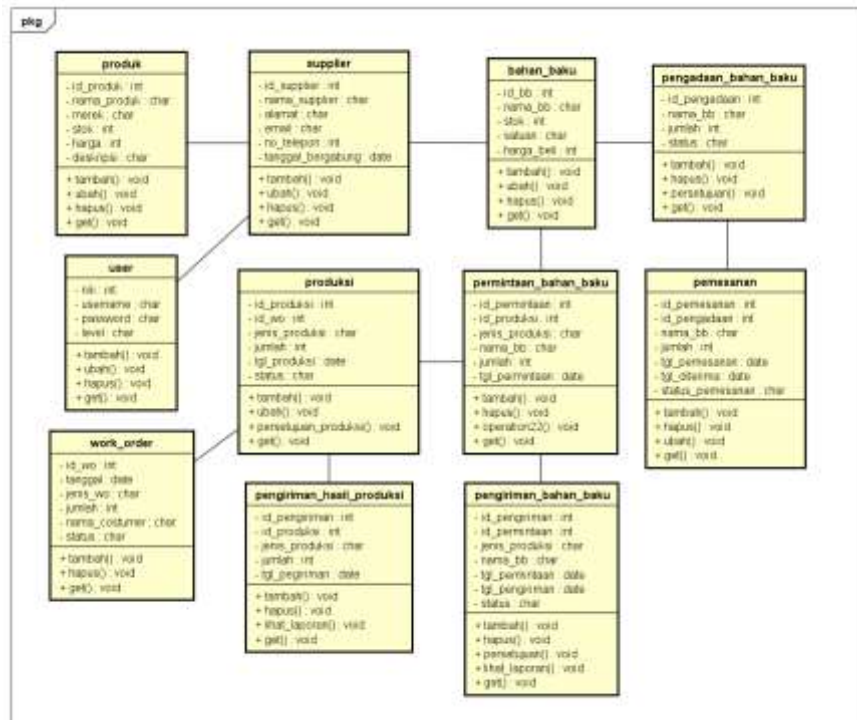 pkg
produk
- id_produk : int
- nama_produk : char
- merek : char
- stok : int
- harga : int
- deskripsi : char
+ tambah() : void
+ ubah() : void
+ hapus() : void
+ get() : void
supplier
- id_supplier : int
- nama_supplier : char
- alamat : char
- email : char
- no_telepon : int
- tanggal_bergabung : date
+ tambah() : void
+ ubah() : void
+ hapus() : void
+ get() : void
bahan_baku
- id_bb : int
- nama_bb : char
- stok : int
- satuan : char
- harga_beli : int
+ tambah() : void
+ ubah() : void
+ hapus() : void
+ get() : void
pengadaan_bahan_baku
- id_pengadaan : int
- nama_bb : char
- jumlah : int
- status : char
+ tambah() : void
+ hapus() : void
+ persetujuan() : void
+ get() : void
user
- nik : int
- username : char
- password : char
- level : char
+ tambah() : void
+ ubah() : void
+ hapus() : void
+ get() : void
produksi
- id_produksi : int
- id_wo : int
- jenis_produksi : char
- jumlah : int
- tgl_produksi : date
- status : char
+ tambah() : void
+ ubah() : void
+ persetujuan_produksi() : void
+ get() : void
permintaan_bahan_baku
- id_permintaan : int
- id_produksi : int
- jenis_produksi : char
- nama_bb : char
- jumlah : int
- tgl_permintaan : date
+ tambah() : void
+ hapus() : void
+ operation22() : void
+ get() : void
pemesanan
- id_pemesanan : int
- id_pengadaan : int
- nama_bb : char
- jumlah : int
- tgl_pemesanan : date
- tgl_diterima : date
- status_pemesanan : char
+ tambah() : void
+ hapus() : void
+ ubah() : void
+ get() : void
work_order
- id_wo : int
- tanggal : date
- jenis_wo : char
- jumlah : int
- nama_costumer : char
- status : char
+ tambah() : void
+ hapus() : void
+ get() : void
pengiriman_hasil_produksi
- id_pengiriman : int
- id_produksi : int
- jenis_produksi : char
- jumlah : int
- tgl_pegiriman : date
+ tambah() : void
+ hapus() : void
+ lihat_laporan() : void
+ get() : void
pengiriman_bahan_baku
- id_pengiriman : int
- id_permintaan : int
- jenis_produksi : char
- nama_bb : char
- tgl_permintaan : date
- tgl_pengiriman : date
- status : char
+ tambah() : void
+ hapus() : void
+ persetujuan() : void
+ lihat_laporan() : void
+ get() : void